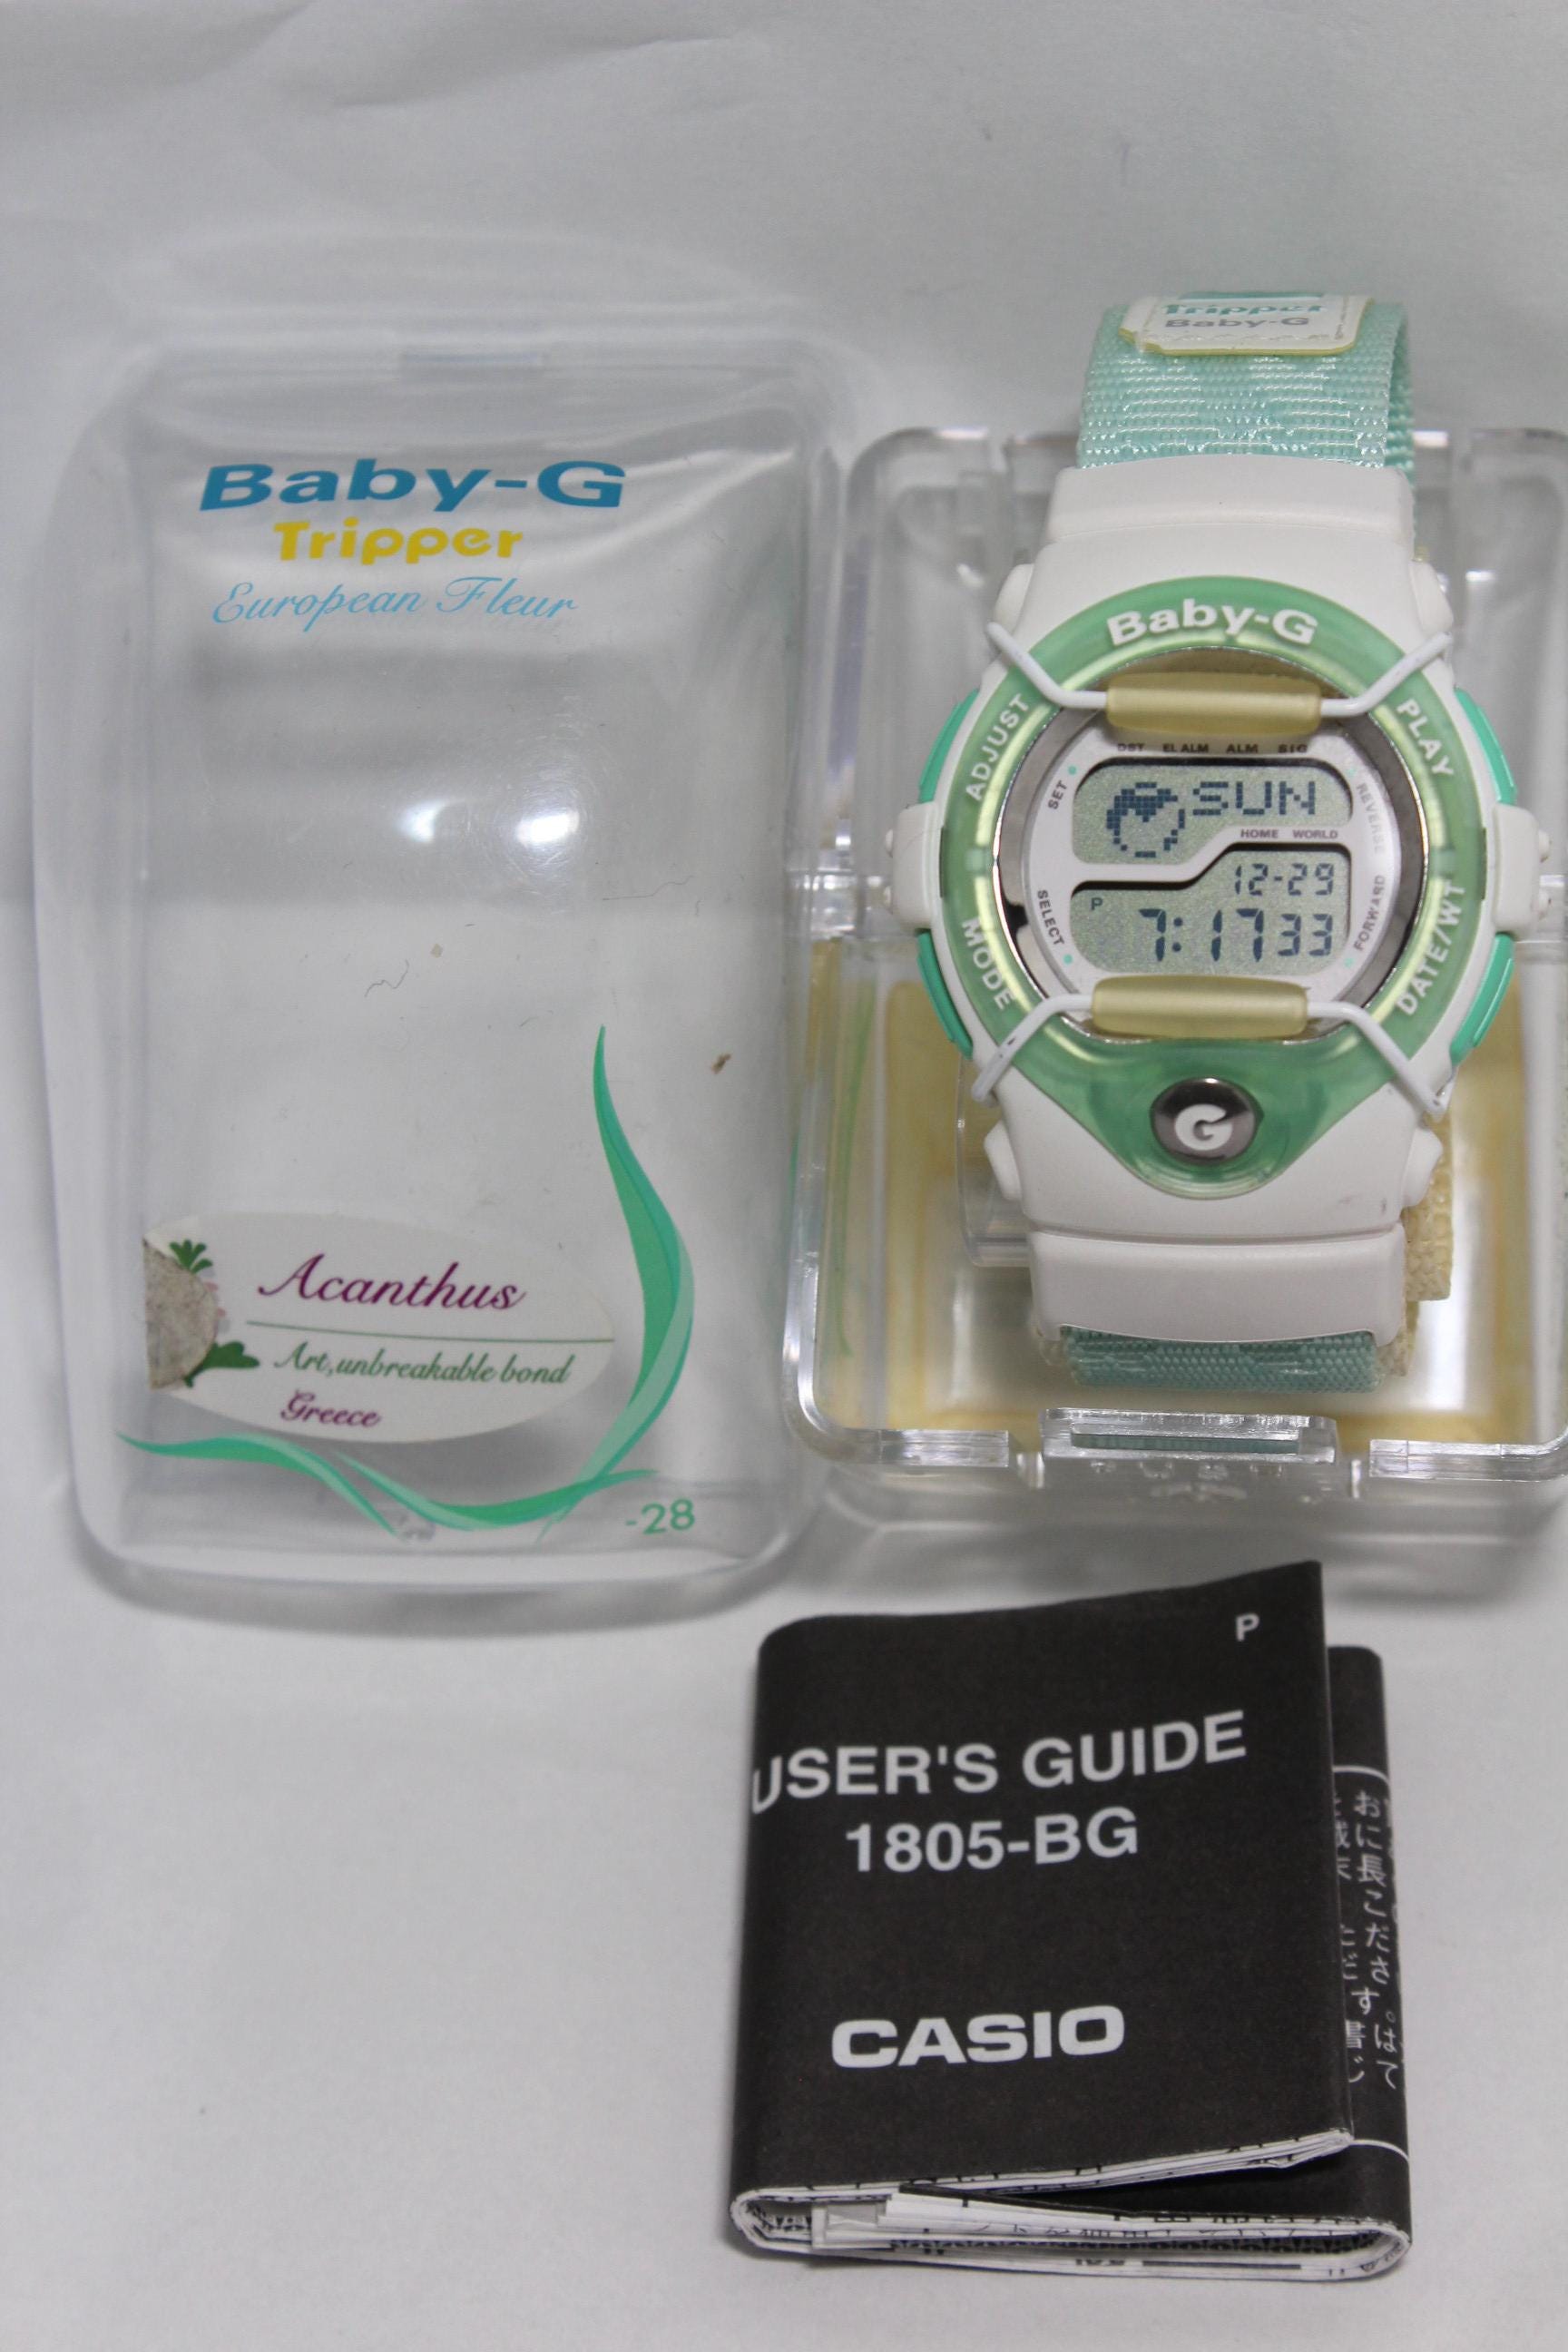 Baby-G
Tripper
European Fleur
Acanthus
Art, unbreakable bond
Greece
-28
Tripper
Baby-G
Baby-G
ADJUST
PLAY
DST EL ALM ALM SIG
SET
REVERSE
SUN
HOME WORLD
12-29
P
7:17 33
SELECT
FORWARD
MODE
DATE/WT
G
P
USER'S GUIDE
1805-BG
CASIO